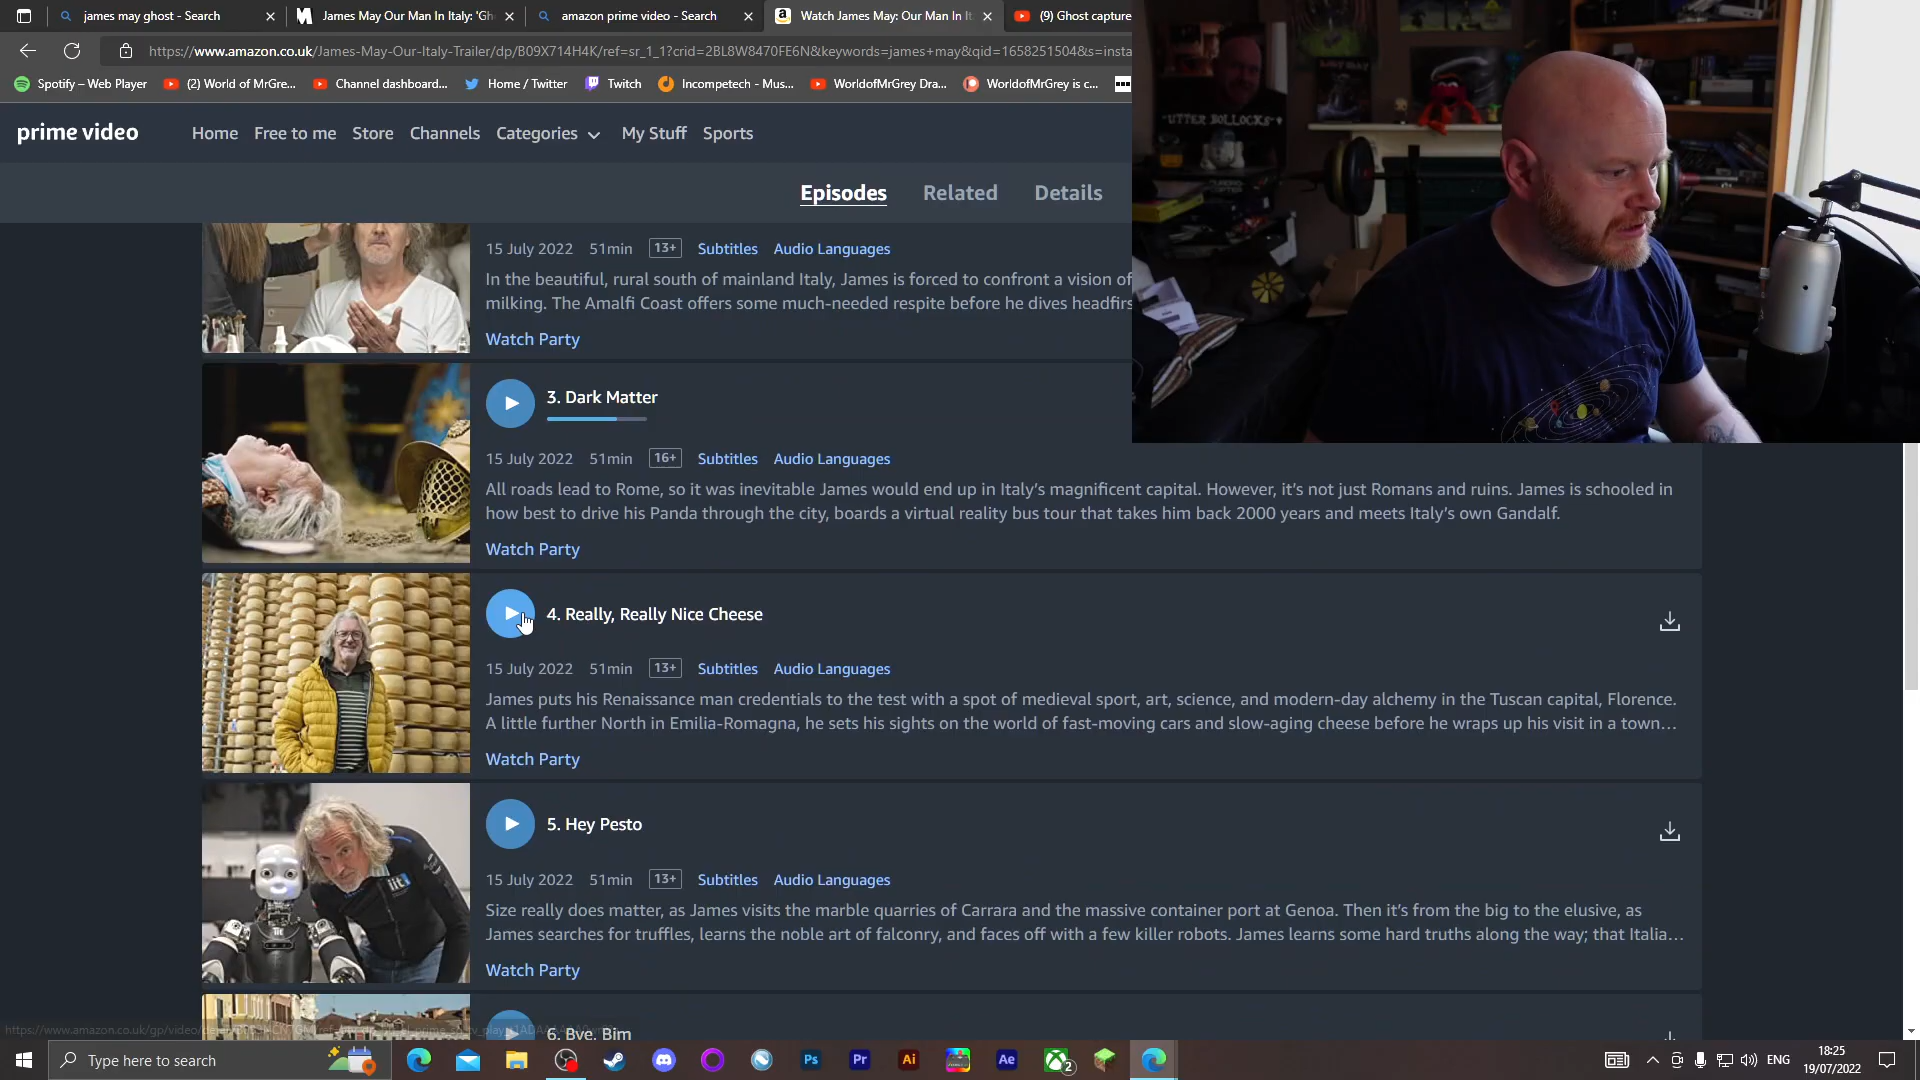 james may ghost - Search
James May Our Man In Italy: 'Gh
amazon prime video - Search
Watch James May: Our Man In It
(9) Ghost capture
https://www.amazon.co.uk/James-May-Our-Italy-Trailer/dp/B09X714H4K/ref=sr_1_1?crid=2BL8W8470FE6N&keywords=james+may&qid=1658251504&s=insta
Spotify – Web Player
(2) World of MrGre...
Channel dashboard...
Home / Twitter
Twitch
Incompetech - Mus...
WorldofMrGrey Dra...
WorldofMrGrey is c...
"UTTER BOLLOCKS"
prime video
Home
Free to me
Store
Channels
Categories
My Stuff
Sports
Episodes
Related
Details
15 July 2022 51min 13+ Subtitles Audio Languages
In the beautiful, rural south of mainland Italy, James is forced to confront a vision of
milking. The Amalfi Coast offers some much-needed respite before he dives headfirs
Watch Party
3. Dark Matter
15 July 2022 51min 16+ Subtitles Audio Languages
All roads lead to Rome, so it was inevitable James would end up in Italy's magnificent capital. However, it's not just Romans and ruins. James is schooled in
how best to drive his Panda through the city, boards a virtual reality bus tour that takes him back 2000 years and meets Italy's own Gandalf.
Watch Party
4. Really, Really Nice Cheese
15 July 2022 51min 13+ Subtitles Audio Languages
James puts his Renaissance man credentials to the test with a spot of medieval sport, art, science, and modern-day alchemy in the Tuscan capital, Florence.
A little further North in Emilia-Romagna, he sets his sights on the world of fast-moving cars and slow-aging cheese before he wraps up his visit in a town...
Watch Party
5. Hey Pesto
15 July 2022 51min 13+ Subtitles Audio Languages
Size really does matter, as James visits the marble quarries of Carrara and the massive container port at Genoa. Then it's from the big to the elusive, as
James searches for truffles, learns the noble art of falconry, and faces off with a few killer robots. James learns some hard truths along the way; that Italia...
Watch Party
6. Bye, Bim
Type here to search
Ps
Pr
Ai
Ae
2
ENG
18:25
19/07/2022